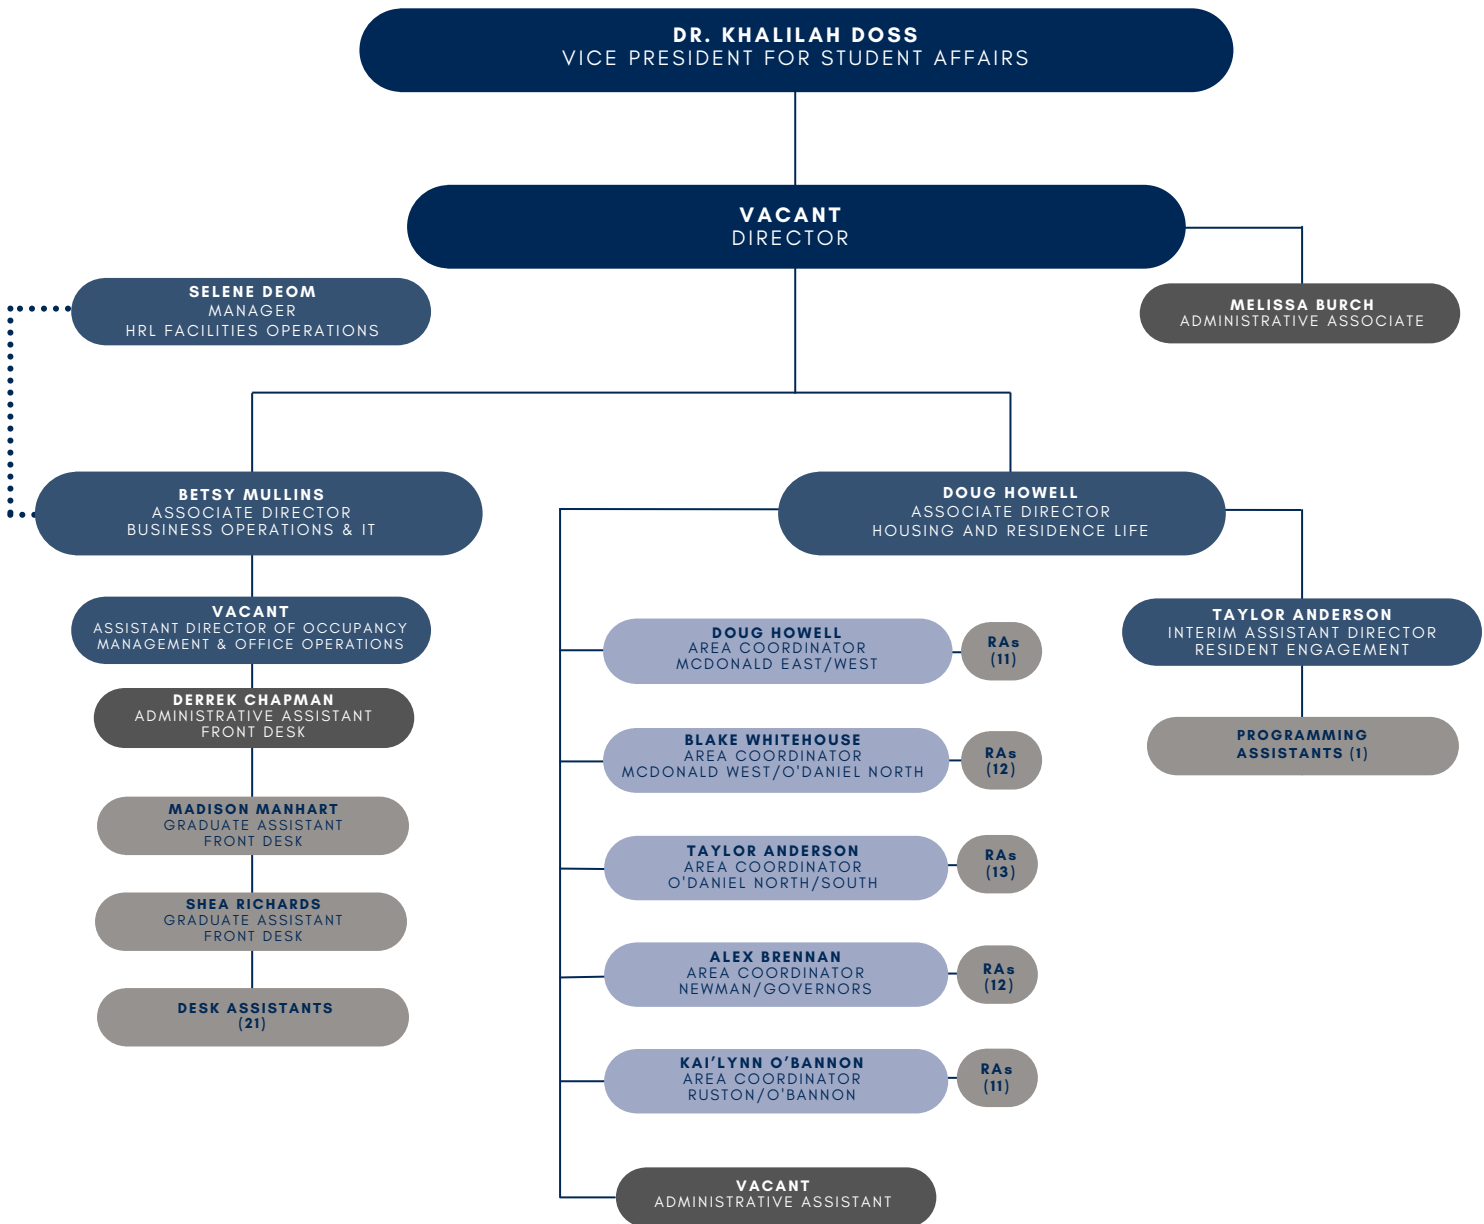 DR. KHALILAH DOSS
VICE PRESIDENT FOR STUDENT AFFAIRS
VACANT
DIRECTOR
SELENE DEOM
MANAGER
HRL FACILITIES OPERATIONS
MELISSA BURCH
ADMINISTRATIVE ASSOCIATE
BETSY MULLINS
ASSOCIATE DIRECTOR
BUSINESS OPERATIONS & IT
DOUG HOWELL
ASSOCIATE DIRECTOR
HOUSING AND RESIDENCE LIFE
VACANT
ASSISTANT DIRECTOR OF OCCUPANCY
MANAGEMENT & OFFICE OPERATIONS
DERREK CHAPMAN
ADMINISTRATIVE ASSISTANT
FRONT DESK
MADISON MANHART
GRADUATE ASSISTANT
FRONT DESK
SHEA RICHARDS
GRADUATE ASSISTANT
FRONT DESK
DESK ASSISTANTS
(21)
DOUG HOWELL
AREA COORDINATOR
MCDONALD EAST/WEST
RAs
(11)
BLAKE WHITEHOUSE
AREA COORDINATOR
MCDONALD WEST/O'DANIEL NORTH
RAs
(12)
TAYLOR ANDERSON
AREA COORDINATOR
O'DANIEL NORTH/SOUTH
RAs
(13)
ALEX BRENNAN
AREA COORDINATOR
NEWMAN/GOVERNORS
RAs
(12)
KAI’LYNN O’BANNON
AREA COORDINATOR
RUSTON/O'BANNON
RAs
(11)
VACANT
ADMINISTRATIVE ASSISTANT
TAYLOR ANDERSON
INTERIM ASSISTANT DIRECTOR
RESIDENT ENGAGEMENT
PROGRAMMING
ASSISTANTS (1)